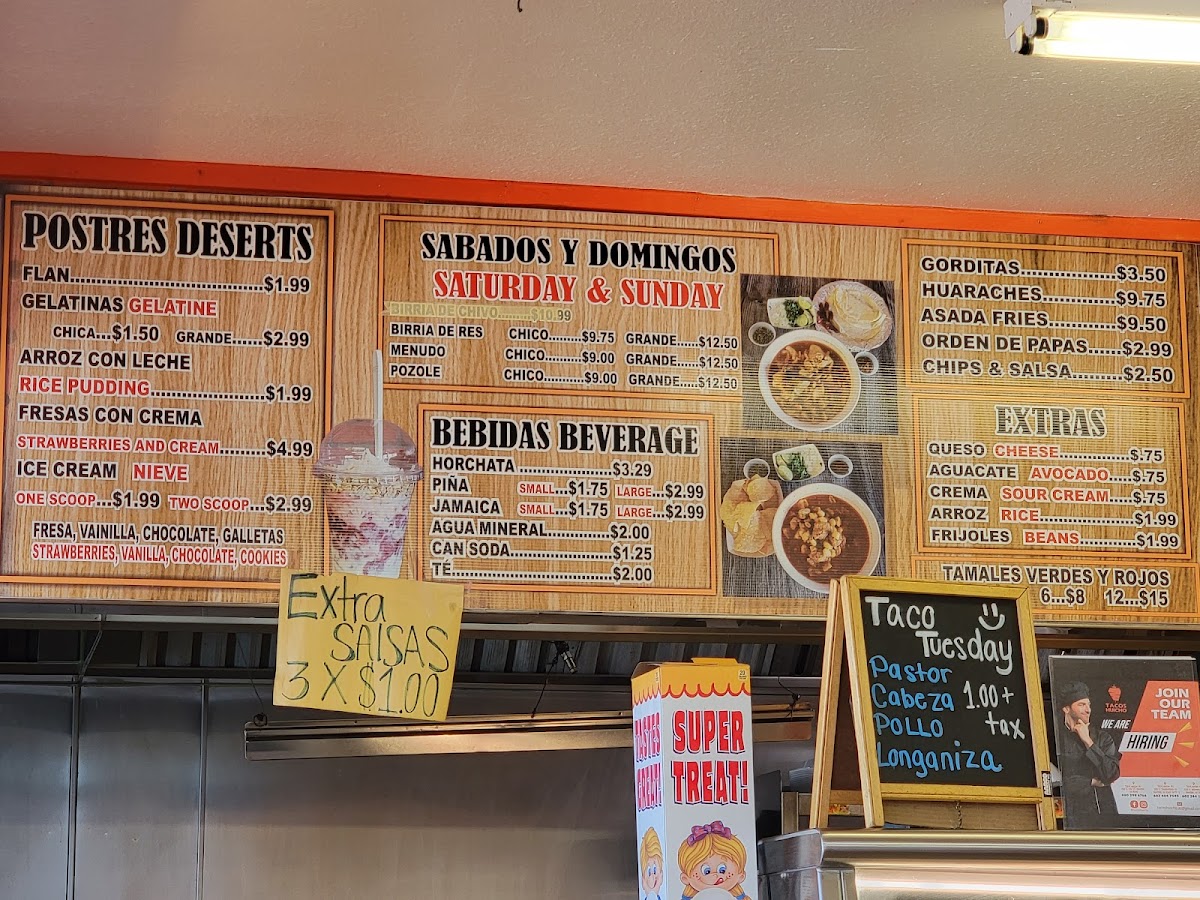 POSTRES DESERTS
FLAN...............................$1.99
GELATINAS GELATINE
CHICA...$1.50 GRANDE.......$2.99
ARROZ CON LECHE
RICE PUDDING....................$1.99
FRESAS CON CREMA
STRAWBERRIES AND CREAM........$4.99
ICE CREAM NIEVE
ONE SCOOP...$1.99 TWO SCOOP...$2.99
FRESA, VAINILLA, CHOCOLATE, GALLETAS
STRAWBERRIES, VANILLA, CHOCOLATE, COOKIES
SABADOS Y DOMINGOS
SATURDAY & SUNDAY
BIRRIA DE CHIVO.........$10.99
BIRRIA DE RES CHICO.......$9.75 GRANDE.....$12.50
MENUDO CHICO.........$9.00 GRANDE.....$12.50
POZOLE CHICO.........$9.00 GRANDE.....$12.50
BEBIDAS BEVERAGE
HORCHATA....................$3.29
PIÑA SMALL...$1.75 LARGE...$2.99
JAMAICA SMALL...$1.75 LARGE...$2.99
AGUA MINERAL.............$2.00
CAN SODA.....................$1.25
TÉ................................$2.00
GORDITAS...................$3.50
HUARACHES..............$9.75
ASADA FRIES.............$9.50
ORDEN DE PAPAS......$2.99
CHIPS & SALSA...........$2.50
EXTRAS
QUESO CHEESE..............$.75
AGUACATE AVOCADO.....$.75
CREMA SOUR CREAM....$.75
ARROZ RICE...................$1.99
FRIJOLES BEANS............$1.99
TAMALES VERDES Y ROJOS
6...$8 12...$15
Extra
SALSAS
3 X $1.00
TASTES GREAT!
SUPER
TREAT!
Taco
Tuesday
Pastor
Cabeza 1.00+
Pollo tax
Longaniza
TACOS
HUICHO
JOIN
OUR
TEAM
WE ARE
HIRING